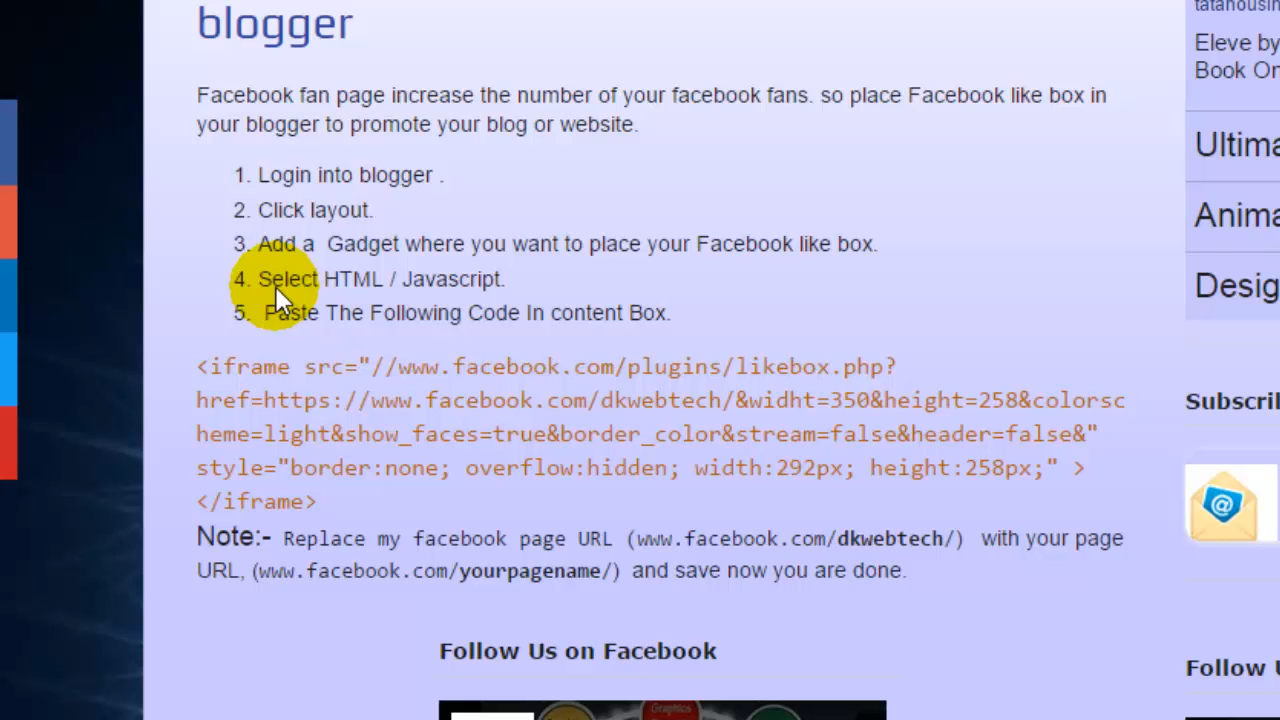 blogger
Facebook fan page increase the number of your facebook fans. so place Facebook like box in
your blogger to promote your blog or website.
1. Login into blogger .
2. Click layout.
3. Add a  Gadget where you want to place your Facebook like box.
4. Select HTML / Javascript.
5.  Paste The Following Code In content Box.
<iframe src="//www.facebook.com/plugins/likebox.php?
href=https://www.facebook.com/dkwebtech/&widht=350&height=258&colorsc
heme=light&show_faces=true&border_color&stream=false&header=false&"
style="border:none; overflow:hidden; width:292px; height:258px;" >
</iframe>
Note:- Replace my facebook page URL (www.facebook.com/dkwebtech/)  with your page
URL, (www.facebook.com/yourpagename/)  and save now you are done.
Follow Us on Facebook
Graphics
Eleve by
Book
Follow